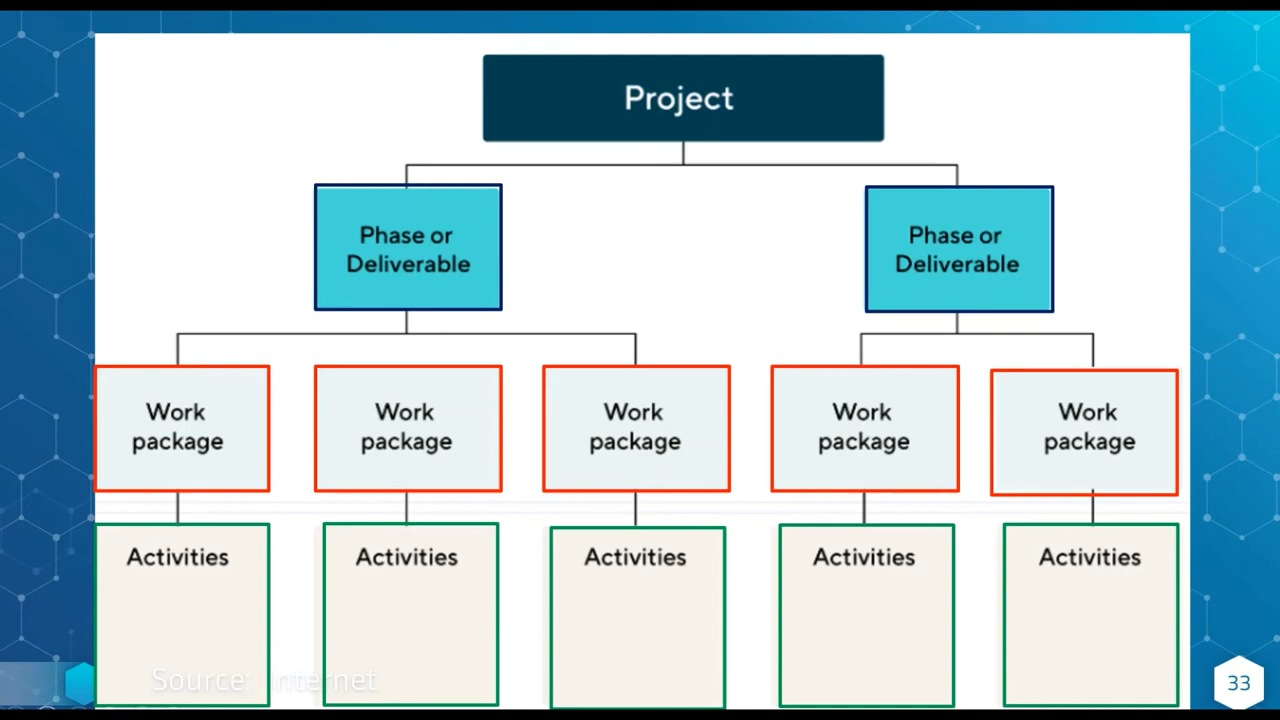 Project
Phase or
Deliverable
Phase or
Deliverable
Work
package
Work
package
Work
package
Work
package
Work
package
Activities
Activities
Activities
Activities
Activities
Source: Internet
33